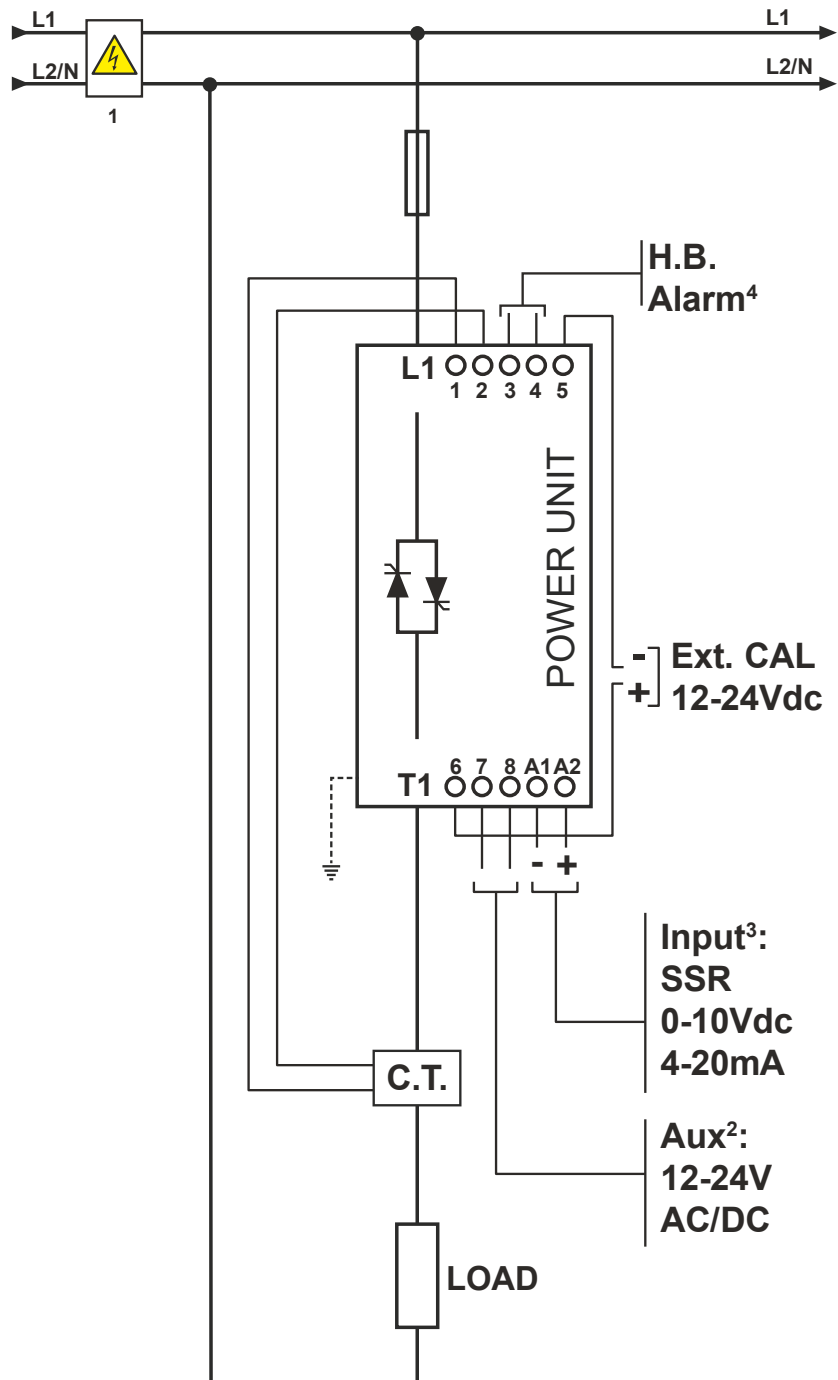 L1
L1
L2/N
L2/N
1
H.B.
Alarm⁴
L1
1 2 3 4 5
POWER UNIT
- Ext. CAL
+ 12-24Vdc
6 7 8 A1 A2
T1
- +
Input³:
SSR
0-10Vdc
4-20mA
C.T.
Aux²:
12-24V
AC/DC
LOAD